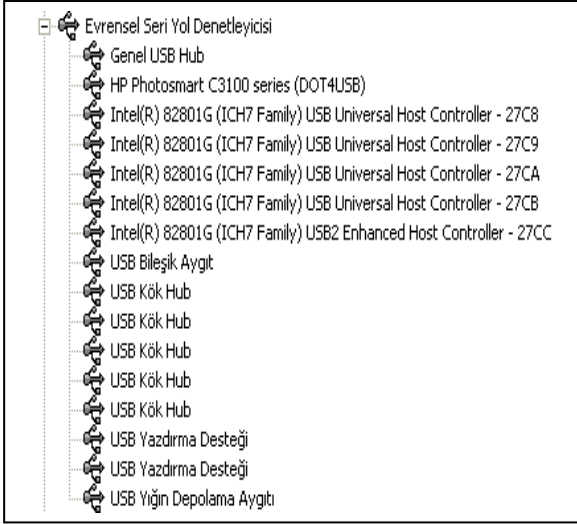 Evrensel Seri Yol Denetleyicisi
Genel USB Hub
HP Photosmart C3100 series (DOT4USB)
Intel(R) 82801G (ICH7 Family) USB Universal Host Controller - 27C8
Intel(R) 82801G (ICH7 Family) USB Universal Host Controller - 27C9
Intel(R) 82801G (ICH7 Family) USB Universal Host Controller - 27CA
Intel(R) 82801G (ICH7 Family) USB Universal Host Controller - 27CB
Intel(R) 82801G (ICH7 Family) USB2 Enhanced Host Controller - 27CC
USB Bileşik Aygıt
USB Kök Hub
USB Kök Hub
USB Kök Hub
USB Kök Hub
USB Kök Hub
USB Yazdırma Desteği
USB Yazdırma Desteği
USB Yığın Depolama Aygıtı